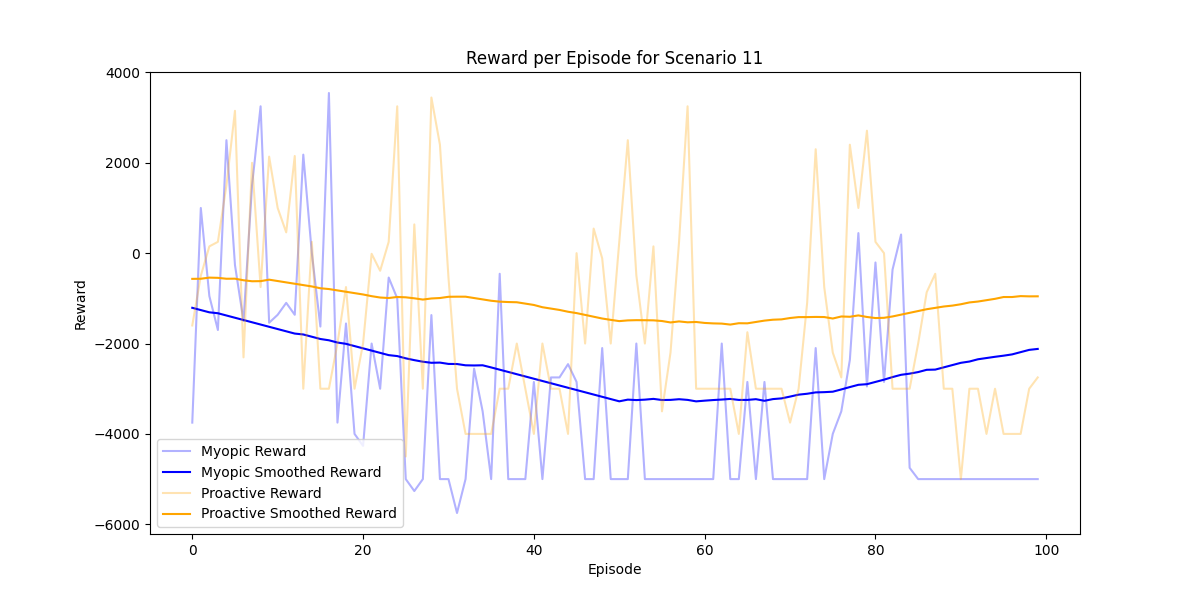 Reward per Episode for Scenario 11
4000
2000
0
−2000
−4000
−6000
Reward
Myopic Reward
Myopic Smoothed Reward
Proactive Reward
Proactive Smoothed Reward
0 20 40 60 80 100
Episode